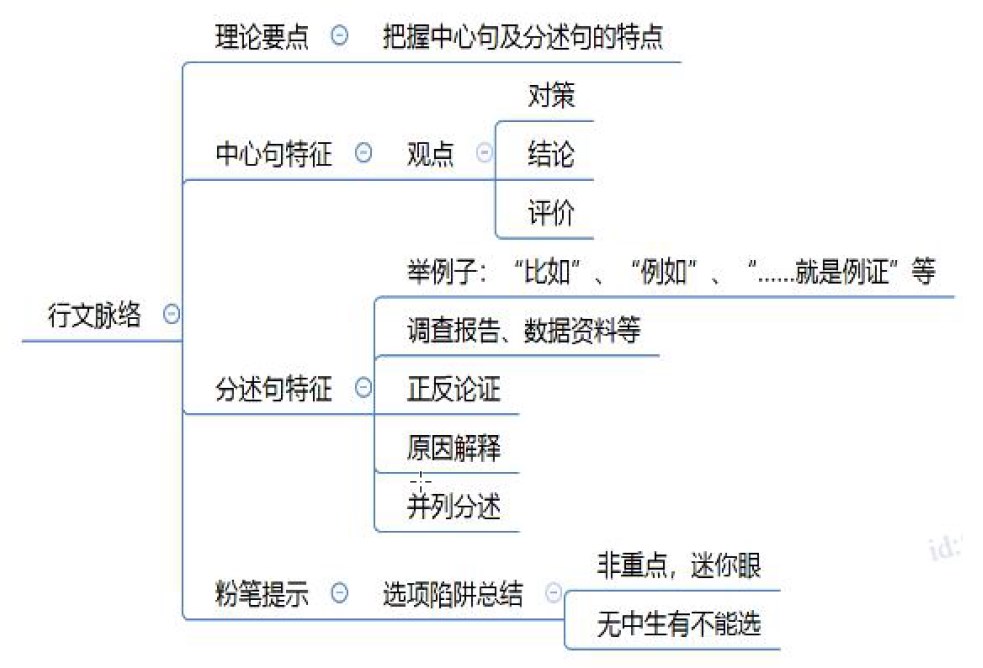 理论要点 把握中心句及分述句的特点
对策
中心句特征 观点 结论
评价
举例子：“比如”、“例如”、“……就是例证”等
行文脉络
调查报告、数据资料等
分述句特征 正反论证
原因解释
并列分述
id:
非重点，迷你眼
粉笔提示 选项陷阱总结
无中生有不能选